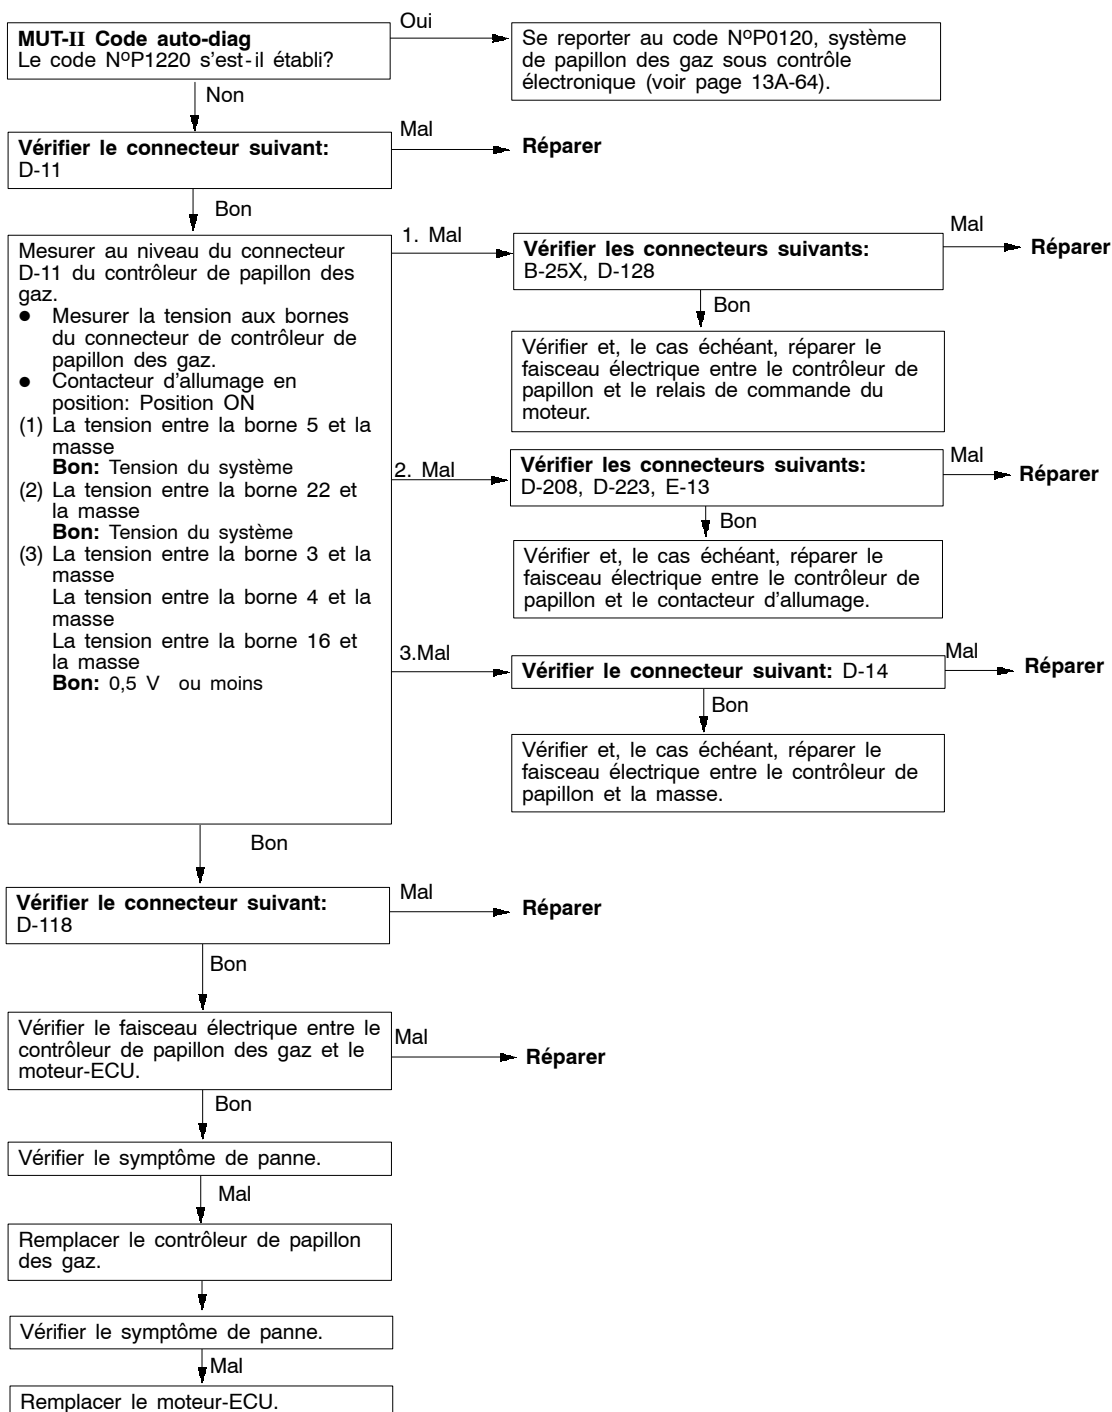 MUT-II Code auto-diag
Le code NºP1220 s'est-il établi?
Oui
Se reporter au code NºP0120, système
de papillon des gaz sous contrôle
électronique (voir page 13A-64).
Non
Vérifier le connecteur suivant:
D-11
Mal
Réparer
Bon
Mesurer au niveau du connecteur
D-11 du contrôleur de papillon des
gaz.
● Mesurer la tension aux bornes
du connecteur de contrôleur de
papillon des gaz.
● Contacteur d'allumage en
position: Position ON
(1) La tension entre la borne 5 et la
masse
Bon: Tension du système
(2) La tension entre la borne 22 et
la masse
Bon: Tension du système
(3) La tension entre la borne 3 et la
masse
La tension entre la borne 4 et la
masse
La tension entre la borne 16 et
la masse
Bon: 0,5 V ou moins
1. Mal
Vérifier les connecteurs suivants:
B-25X, D-128
Mal
Réparer
Bon
Vérifier et, le cas échéant, réparer le
faisceau électrique entre le contrôleur de
papillon et le relais de commande du
moteur.
2. Mal
Vérifier les connecteurs suivants:
D-208, D-223, E-13
Mal
Réparer
Bon
Vérifier et, le cas échéant, réparer le
faisceau électrique entre le contrôleur de
papillon et le contacteur d'allumage.
3.Mal
Vérifier le connecteur suivant: D-14
Mal
Réparer
Bon
Vérifier et, le cas échéant, réparer le
faisceau électrique entre le contrôleur de
papillon et la masse.
Bon
Vérifier le connecteur suivant:
D-118
Mal
Réparer
Bon
Vérifier le faisceau électrique entre le
contrôleur de papillon des gaz et le
moteur-ECU.
Mal
Réparer
Bon
Vérifier le symptôme de panne.
Mal
Remplacer le contrôleur de papillon
des gaz.
Vérifier le symptôme de panne.
Mal
Remplacer le moteur-ECU.